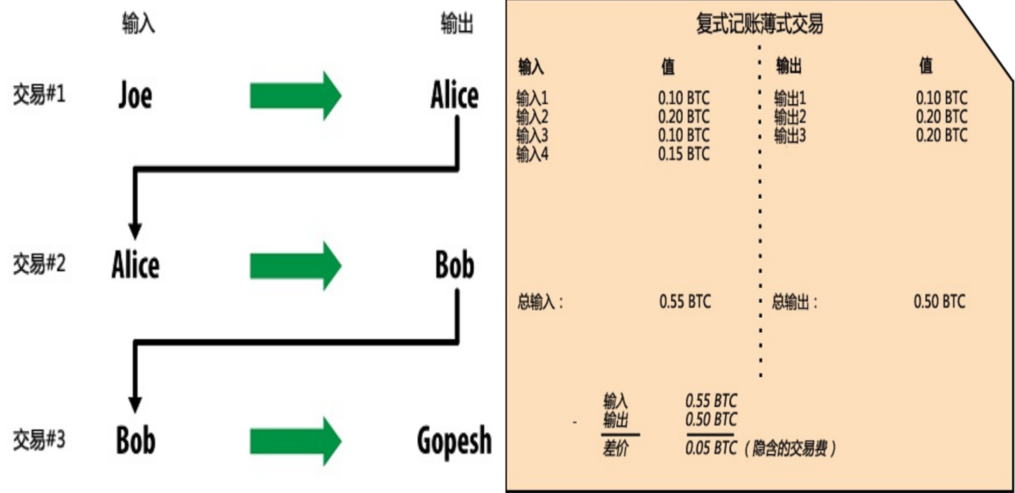 输入 输出
交易#1 Joe Alice
交易#2 Alice Bob
交易#3 Bob Gopesh
复式记账薄式交易
输入 值 输出 值
输入1 0.10 BTC 输出1 0.10 BTC
输入2 0.20 BTC 输出2 0.20 BTC
输入3 0.10 BTC 输出3 0.20 BTC
输入4 0.15 BTC
总输入： 0.55 BTC 总输出： 0.50 BTC
输入 0.55 BTC
- 输出 0.50 BTC
差价 0.05 BTC（隐含的交易费）